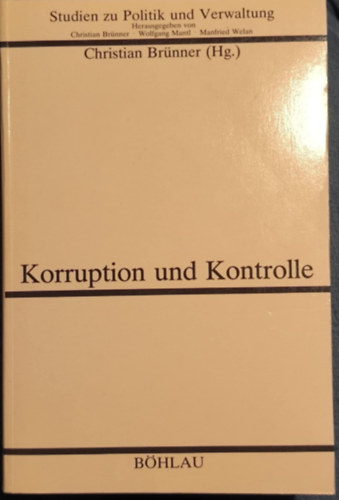 Studien zu Politik und Verwaltung
Herausgegeben von
Christian Brünner Wolfgang Mantl Manfried Welan
Christian Brünner (Hg.)
Korruption und Kontrolle
BÖHLAU